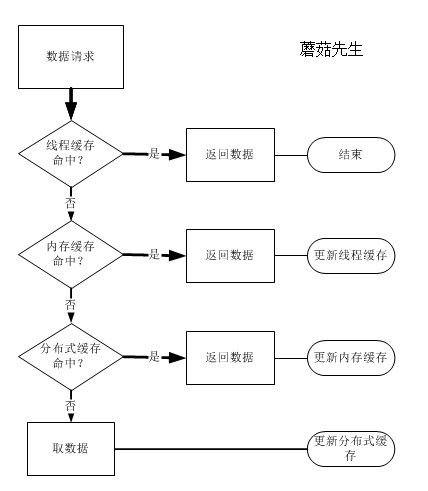 数据请求
蘑菇先生
线程缓存
命中？
是
返回数据
结束
否
内存缓存
命中？
是
返回数据
更新线程缓存
否
分布式缓存
命中？
是
返回数据
更新内存缓存
否
取数据
更新分布式缓
存